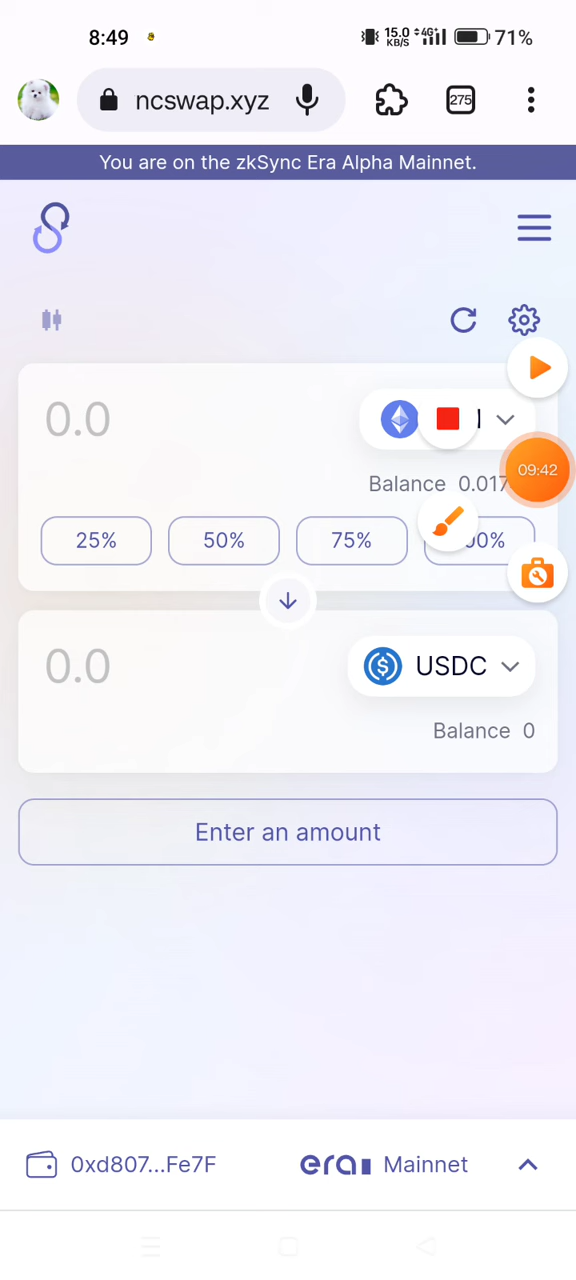 8:49 15.0 KB/S 4G+ 71%
ncswap.xyz 275
You are on the zkSync Era Alpha Mainnet.
0.0
09:42
Balance 0.017
25% 50% 75% 00%
0.0 USDC
Balance 0
Enter an amount
0xd807...Fe7F era Mainnet